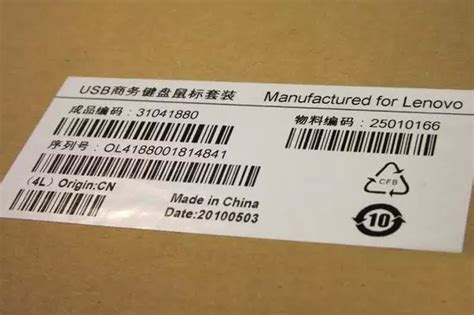 USB商务键盘鼠标套装 Manufactured for Lenovo
成品编码：31041880 物料编码：25010166
序列号：OL4188001814841
(4L) Origin:CN
CFB
Made in China
Date:20100503
10